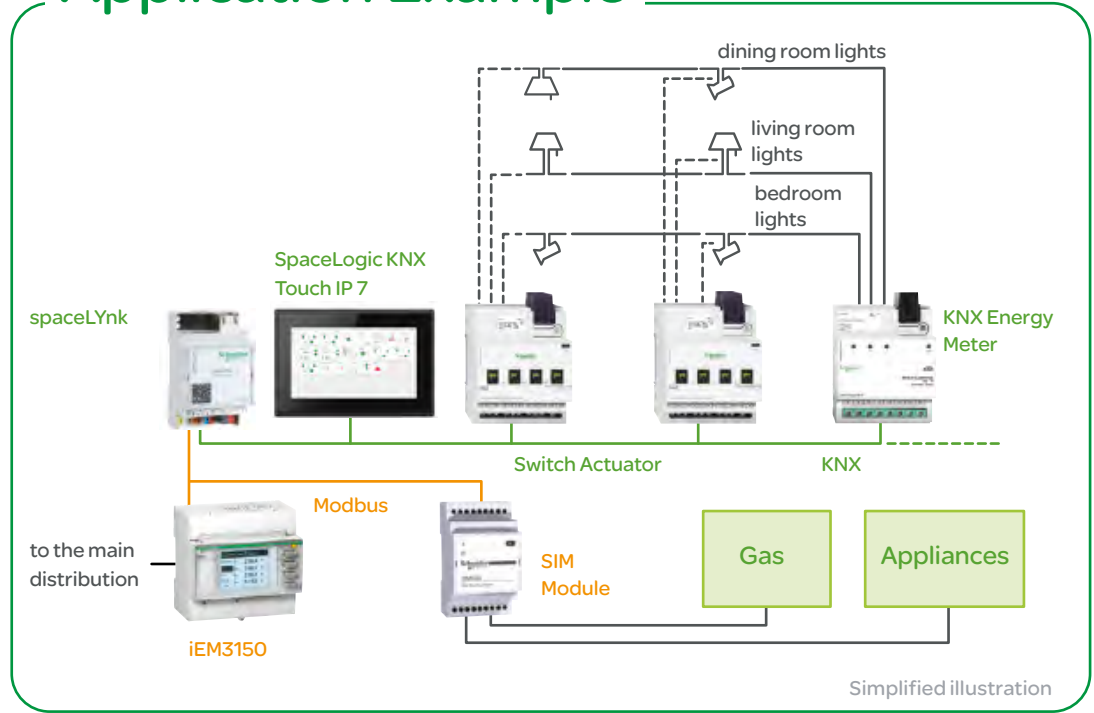 Application Example
dining room lights
living room
lights
bedroom
lights
SpaceLogic KNX
Touch IP 7
spaceLYnk
KNX Energy
Meter
Switch Actuator
KNX
Modbus
to the main
distribution
SIM
Module
Gas
Appliances
iEM3150
Simplified illustration